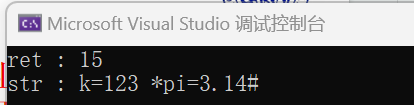 Microsoft Visual Studio 调试控制台
ret : 15
str : k=123 *pi=3.14#